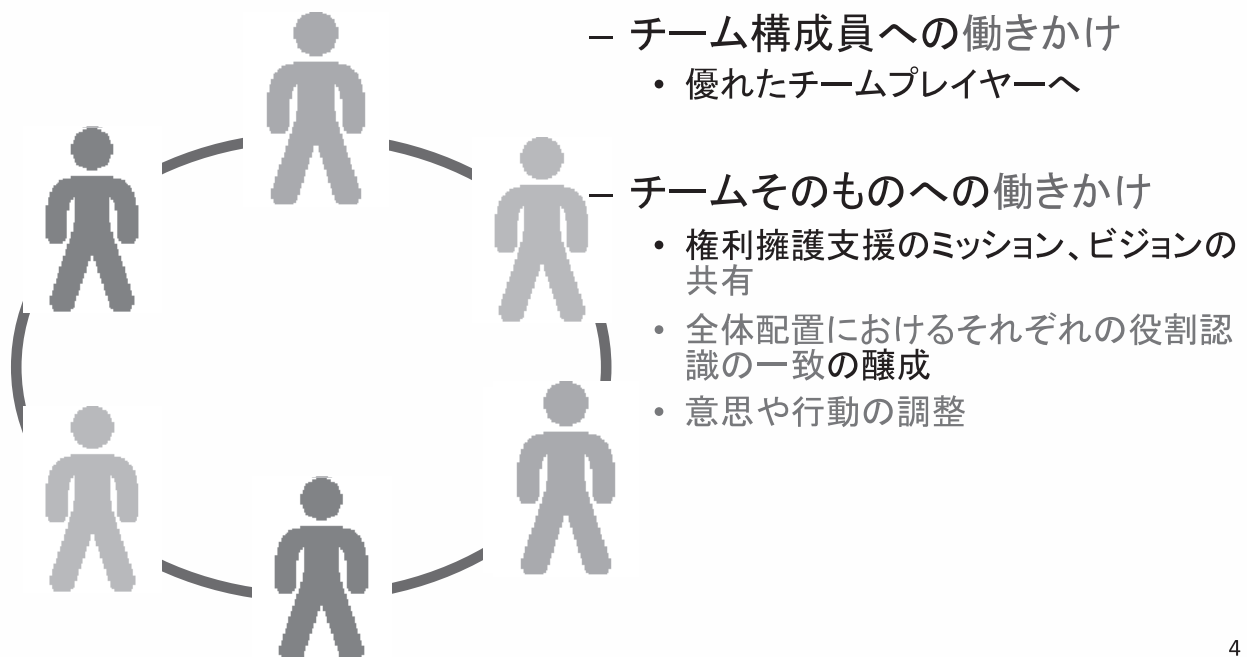 – チーム構成員への働きかけ
• 優れたチームプレイヤーへ
– チームそのものへの働きかけ
• 権利擁護支援のミッション、ビジョンの
共有
• 全体配置におけるそれぞれの役割認
識の一致の醸成
• 意思や行動の調整
4